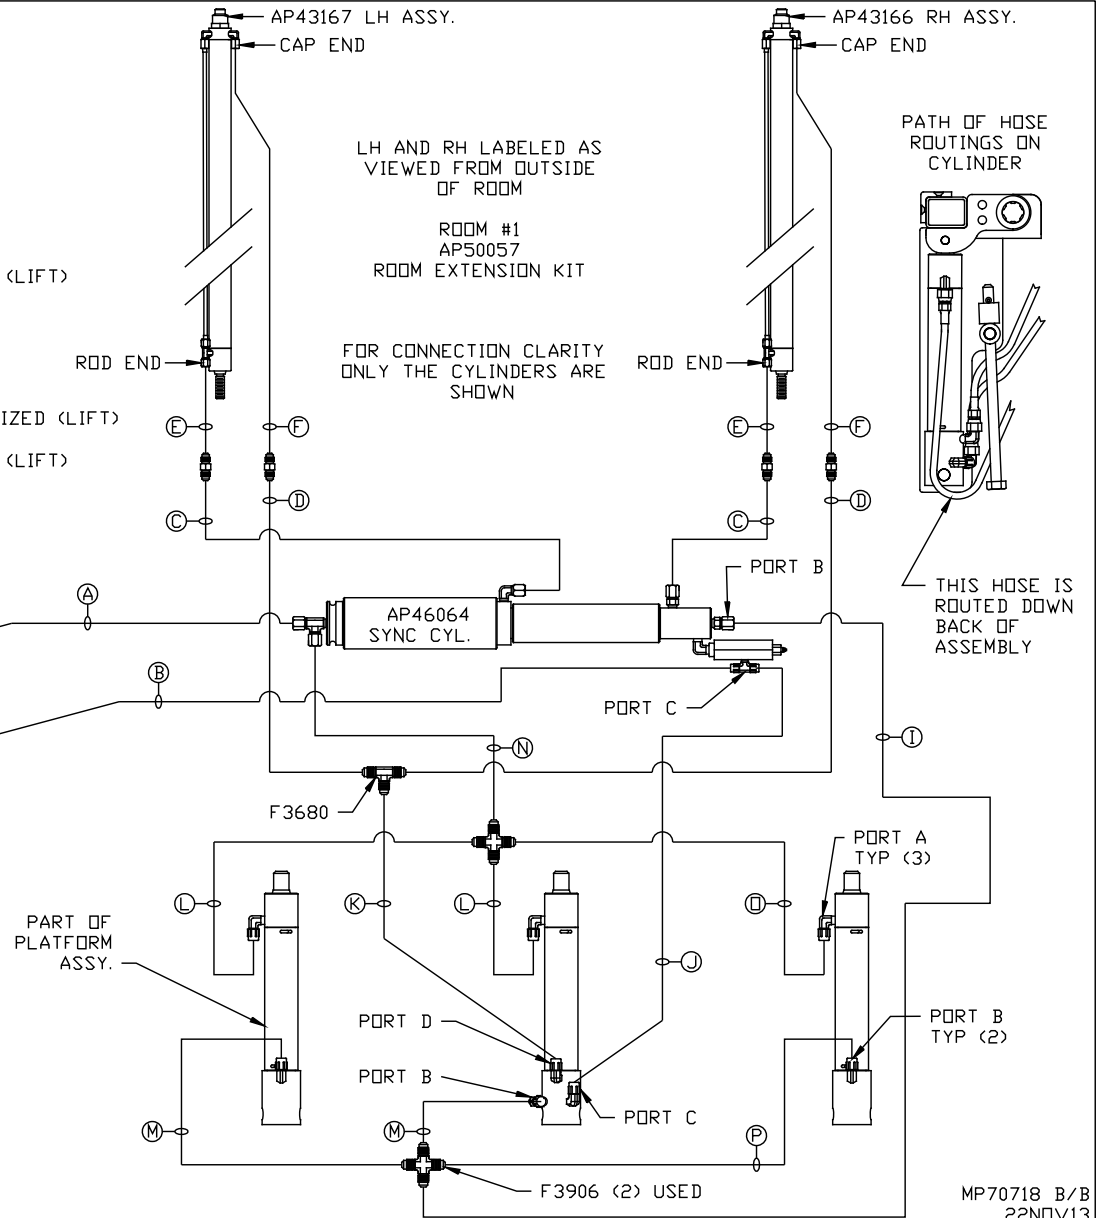 AP43167 LH ASSY.
CAP END
AP43166 RH ASSY.
CAP END
PATH OF HOSE
ROUTINGS ON
CYLINDER
LH AND RH LABELED AS
VIEWED FROM OUTSIDE
OF ROOM
ROOM #1
AP50057
ROOM EXTENSION KIT
(LIFT)
FOR CONNECTION CLARITY
ONLY THE CYLINDERS ARE
SHOWN
ROD END
ROD END
IZED (LIFT)
(LIFT)
E
F
E
F
D
D
C
C
PORT B
THIS HOSE IS
ROUTED DOWN
BACK OF
ASSEMBLY
A
AP46064
SYNC CYL.
B
PORT C
N
I
F3680
PORT A
TYP (3)
L
K
L
O
PART OF
PLATFORM
ASSY.
J
PORT D
PORT B
TYP (2)
PORT B
PORT C
M
M
P
F3906 (2) USED
MP70718 B/B
22NOV13